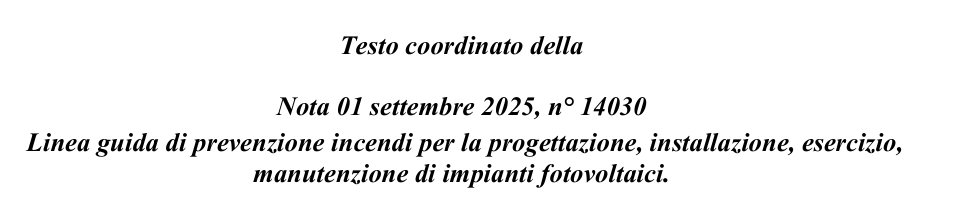 Testo coordinato della
Nota 01 settembre 2025, n° 14030
Linea guida di prevenzione incendi per la progettazione, installazione, esercizio,
manutenzione di impianti fotovoltaici.